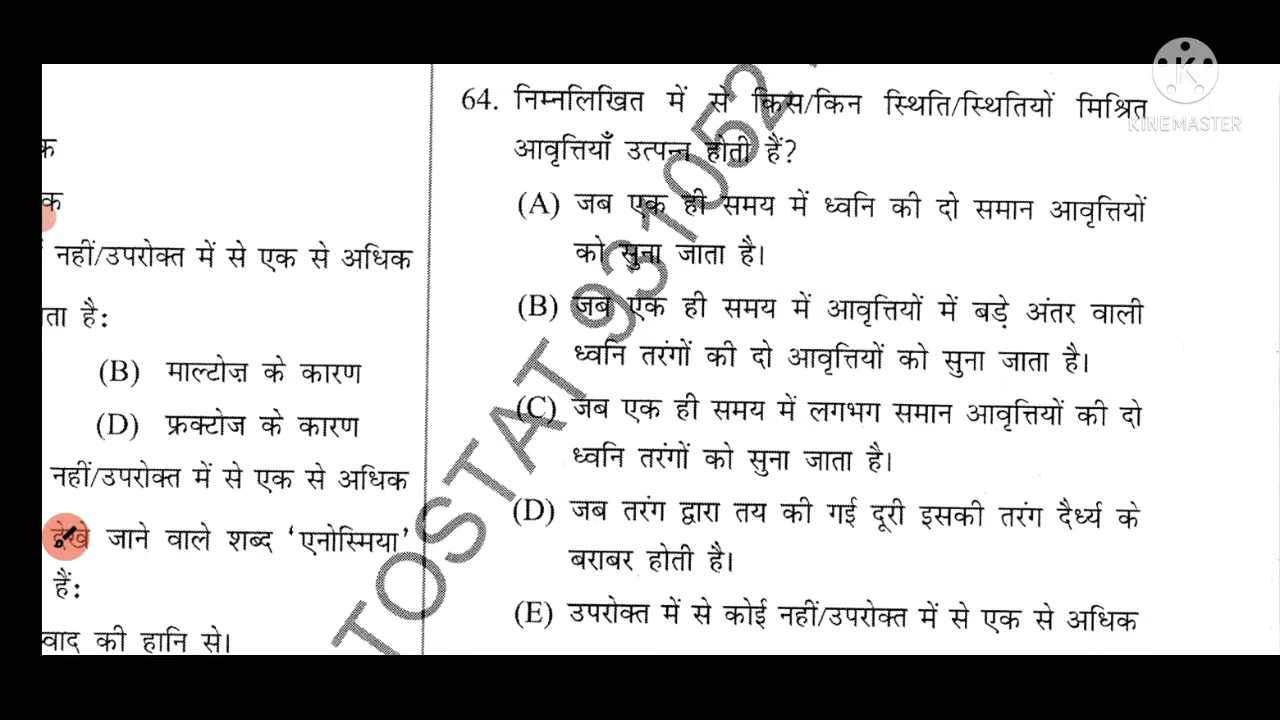 क
क
नहीं/उपरोक्त में से एक से अधिक
ता है:
(B) माल्टोज़ के कारण
(D) फ्रक्टोज के कारण
नहीं/उपरोक्त में से एक से अधिक
देखे जाने वाले शब्द ‘एनोस्मिया’
हैं:
वाद की हानि से।
64. निम्नलिखित में से किस/किन स्थिति/स्थितियों मिश्रित
आवृत्तियाँ उत्पन्न होती हैं?
(A) जब एक ही समय में ध्वनि की दो समान आवृत्तियों
को सुना जाता है।
(B) जब एक ही समय में आवृत्तियों में बड़े अंतर वाली
ध्वनि तरंगों की दो आवृत्तियों को सुना जाता है।
(C) जब एक ही समय में लगभग समान आवृत्तियों की दो
ध्वनि तरंगों को सुना जाता है।
(D) जब तरंग द्वारा तय की गई दूरी इसकी तरंग दैर्ध्य के
बराबर होती है।
(E) उपरोक्त में से कोई नहीं/उपरोक्त में से एक से अधिक
TOSTAT 931052
K
KINEMASTER